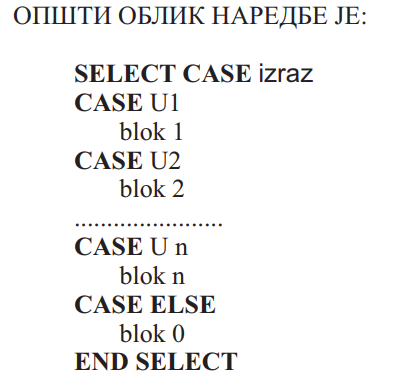 ОПШТИ ОБЛИК НАРЕДБЕ ЈЕ:
SELECT CASE izraz
CASE U1
blok 1
CASE U2
blok 2
.......................
CASE U n
blok n
CASE ELSE
blok 0
END SELECT